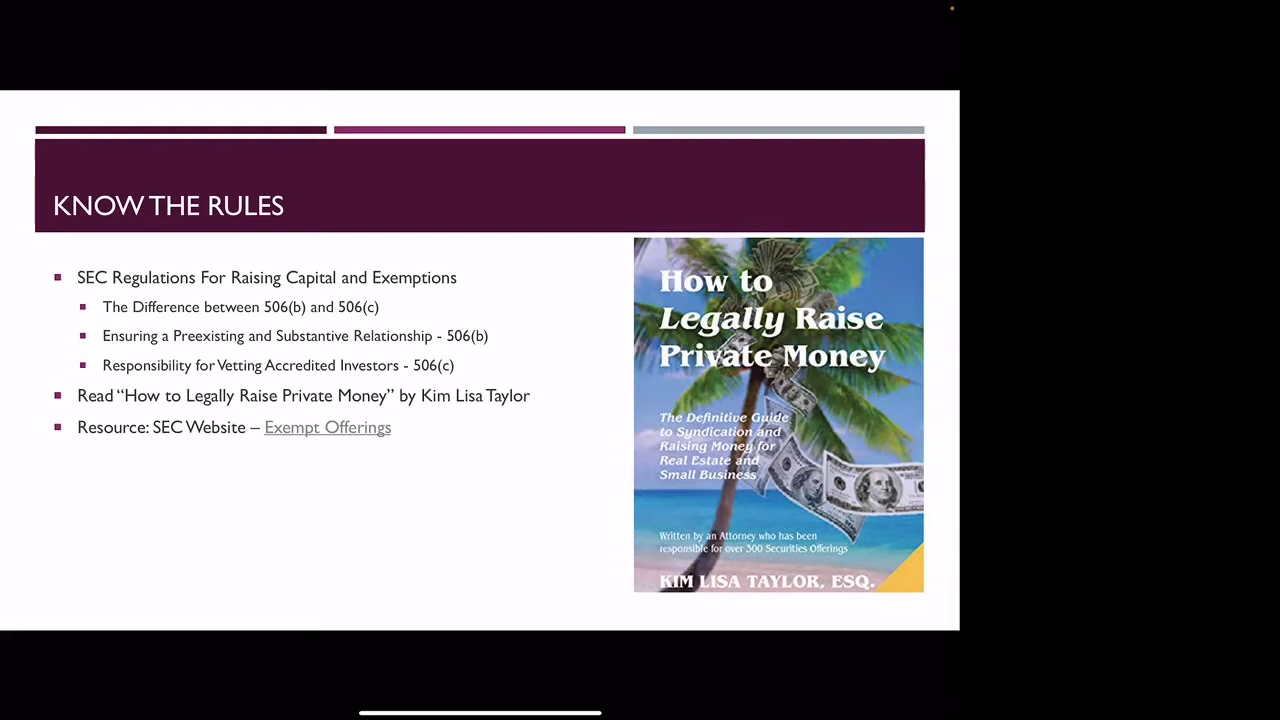 KNOW THE RULES
SEC Regulations For Raising Capital and Exemptions
The Difference between 506(b) and 506(c)
Ensuring a Preexisting and Substantive Relationship - 506(b)
Responsibility for Vetting Accredited Investors - 506(c)
Read “How to Legally Raise Private Money” by Kim Lisa Taylor
Resource: SEC Website – Exempt Offerings
How to
Legally Raise
Private Money
The Definitive Guide
to Syndication and
Raising Money for
Real Estate and
Small Business
Written by an Attorney who has been
responsible for over 300 Securities Offerings
KIM LISA TAYLOR, ESQ.